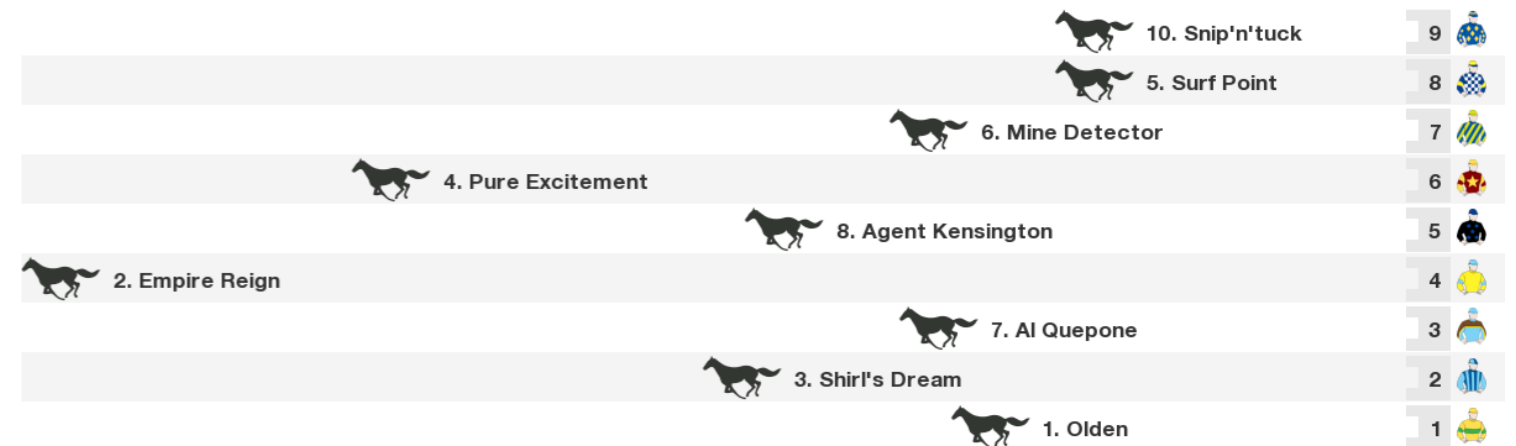 10. Snip'n'tuck 9
5. Surf Point 8
6. Mine Detector 7
4. Pure Excitement 6
8. Agent Kensington 5
2. Empire Reign 4
7. Al Quepone 3
3. Shirl's Dream 2
1. Olden 1